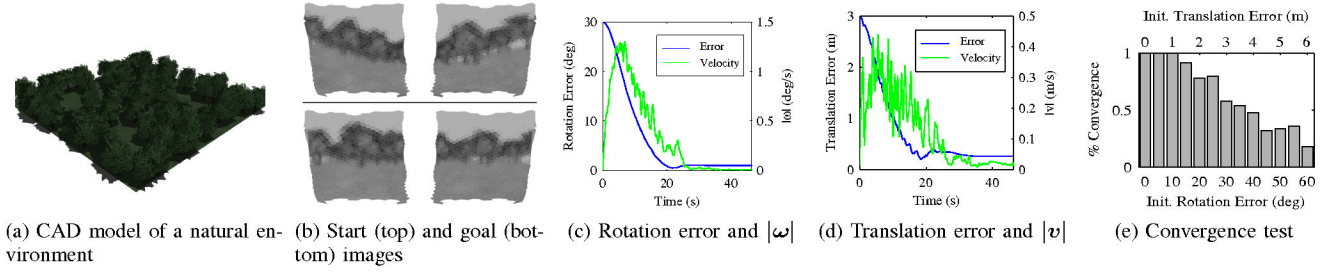 30
20
10
0
0
20
40
Time (s)
Rotation Error (deg)
Error
Velocity
1.5
1
0.5
0
|ω| (deg/s)
3
2
1
0
0
20
40
Time (s)
Translation Error (m)
Error
Velocity
0.5
0.4
0.3
0.2
0.1
0
|v| (m/s)
Init. Translation Error (m)
0 1 2 3 4 5 6
1
0.5
0
% Convergence
0 10 20 30 40 50 60
Init. Rotation Error (deg)
(a) CAD model of a natural en-
vironment
(b) Start (top) and goal (bot-
tom) images
(c) Rotation error and |ω|
(d) Translation error and |υ|
(e) Convergence test